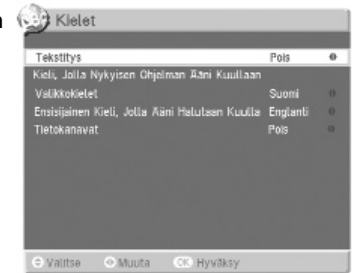 Kielet
Tekstitys Pois
Kieli, Jolla Nykyisen Ohjelman Ääni Kuullaan
Valikkokielet Suomi
Ensisijainen Kieli, Jolla Ääni Halutaan Kuulla Englanti
Tietokanavat Pois
Valitse Muuta OK Hyväksy